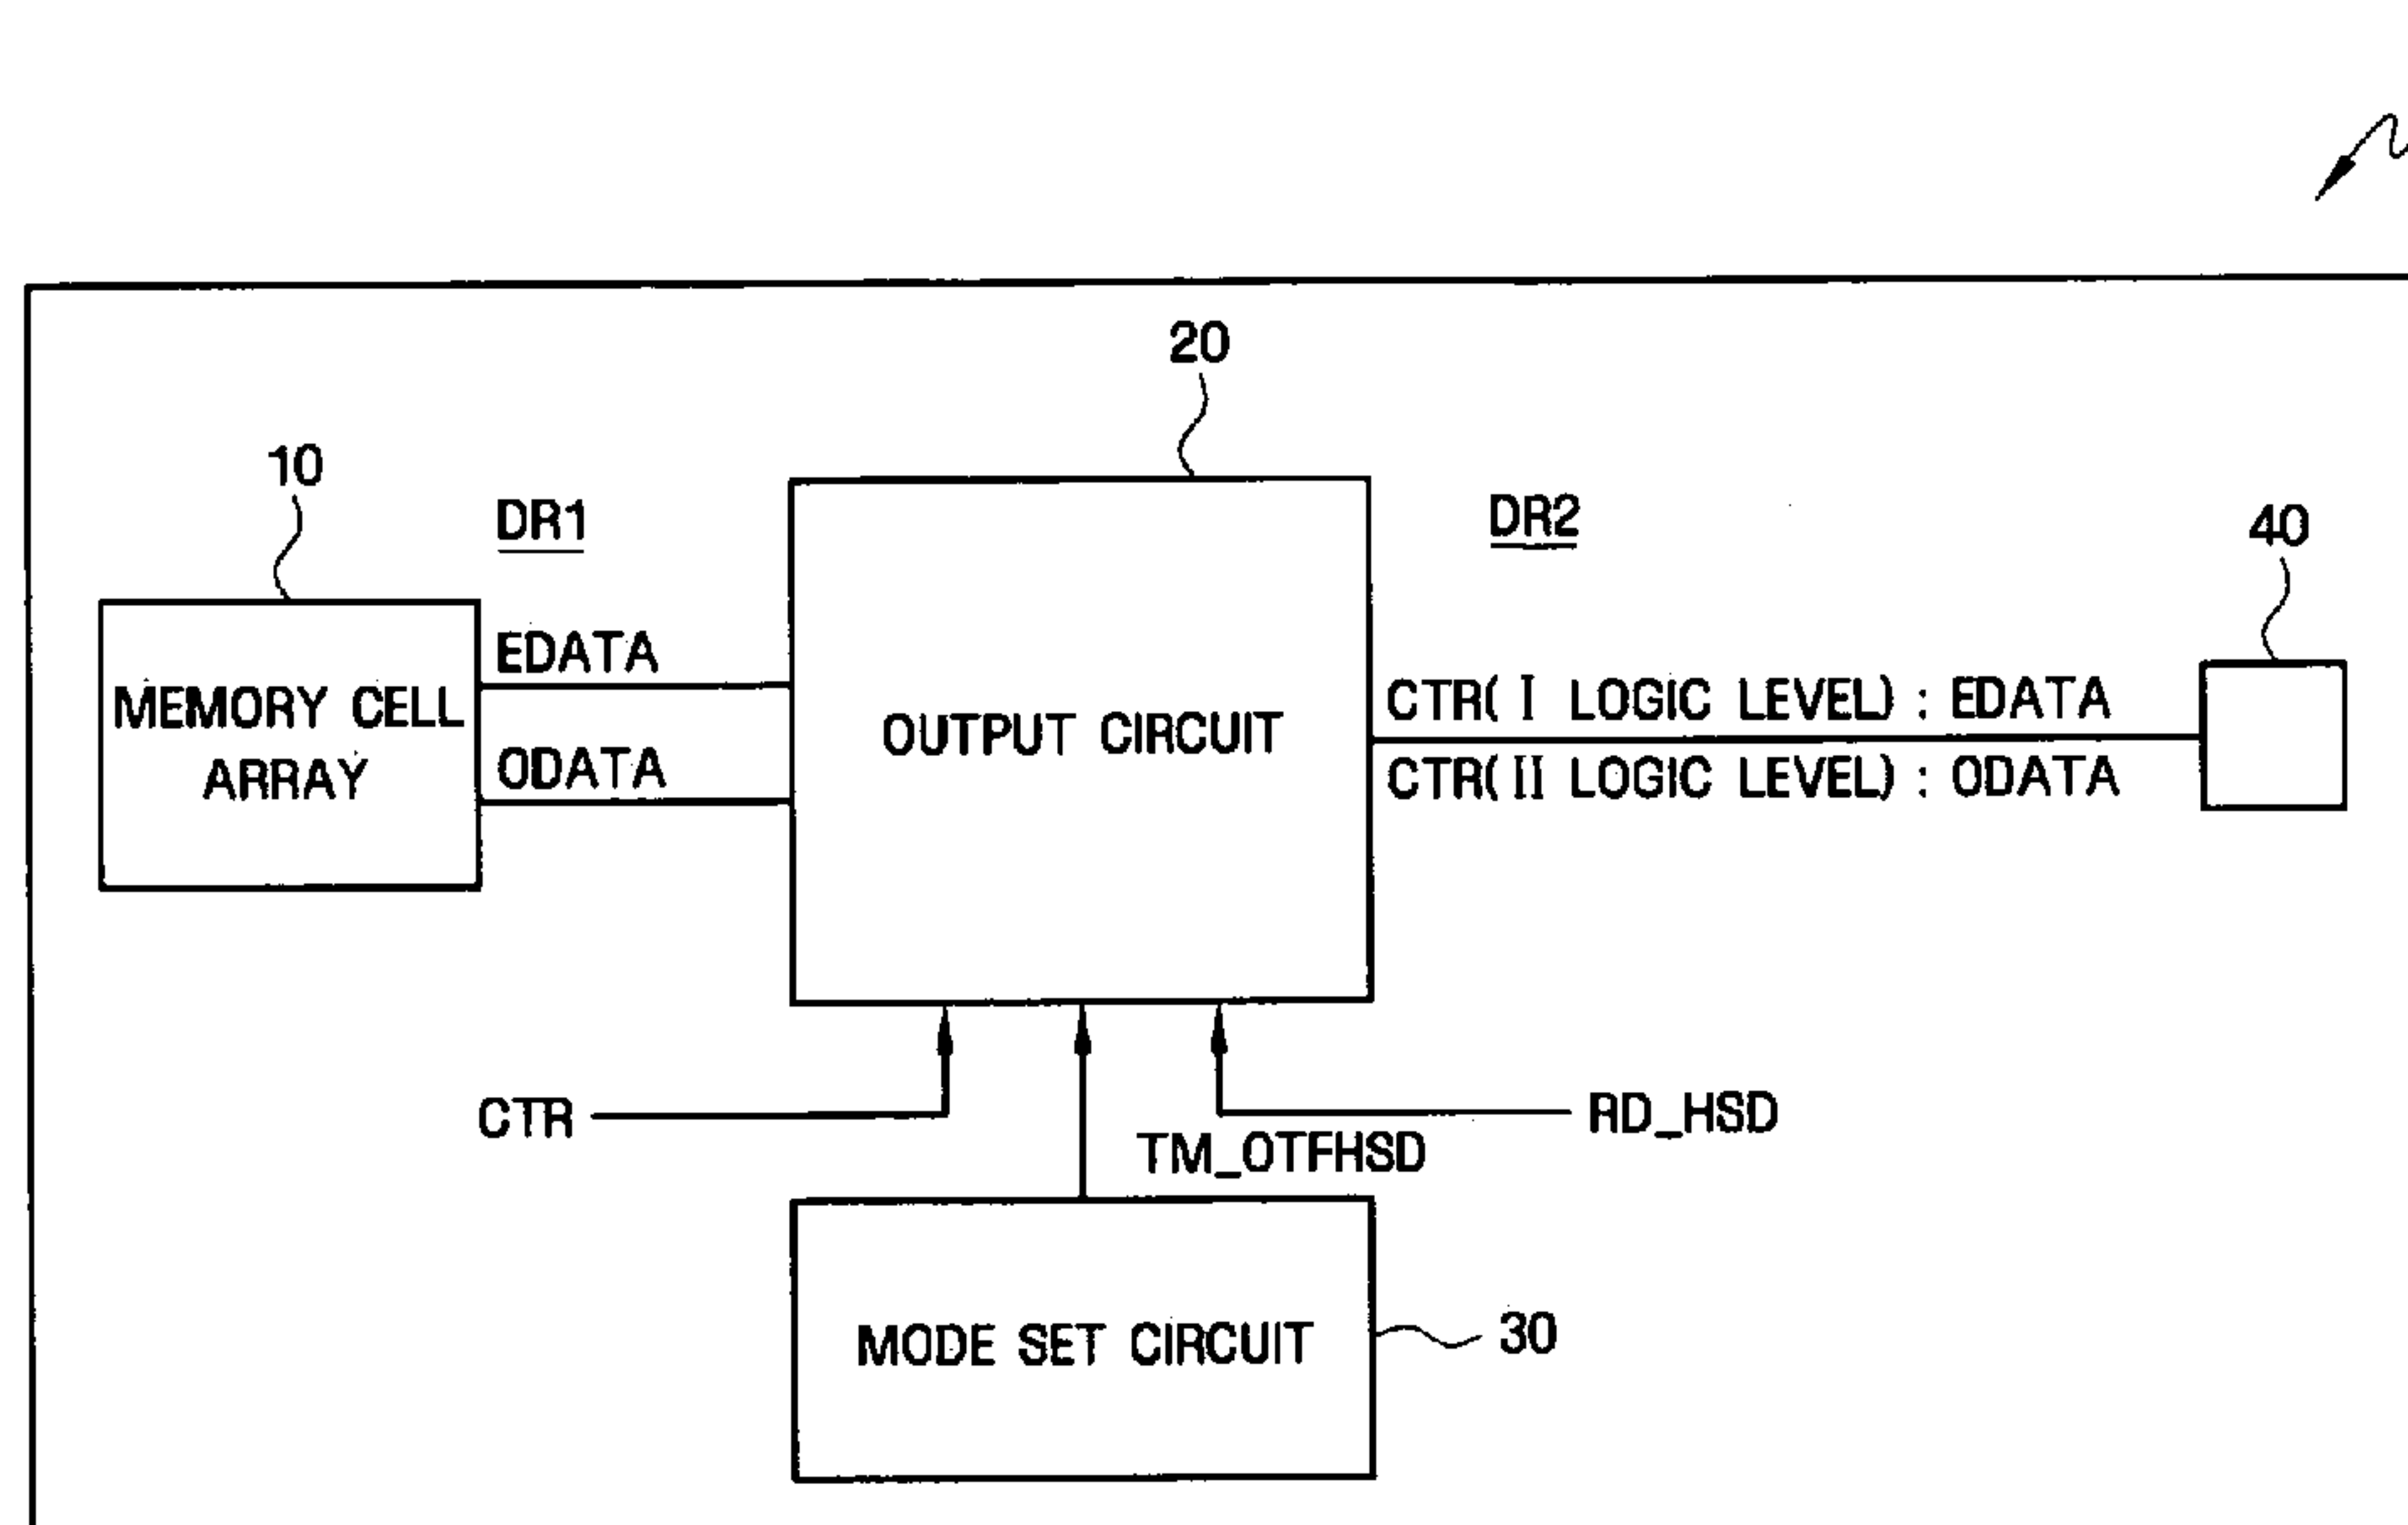 20
10
DR1
DR2
40
EDATA
MEMORY CELL
ARRAY
ODATA
OUTPUT CIRCUIT
CTR( I LOGIC LEVEL) : EDATA
CTR( II LOGIC LEVEL) : ODATA
CTR
RD_HSD
TM_OTFHSD
MODE SET CIRCUIT
30